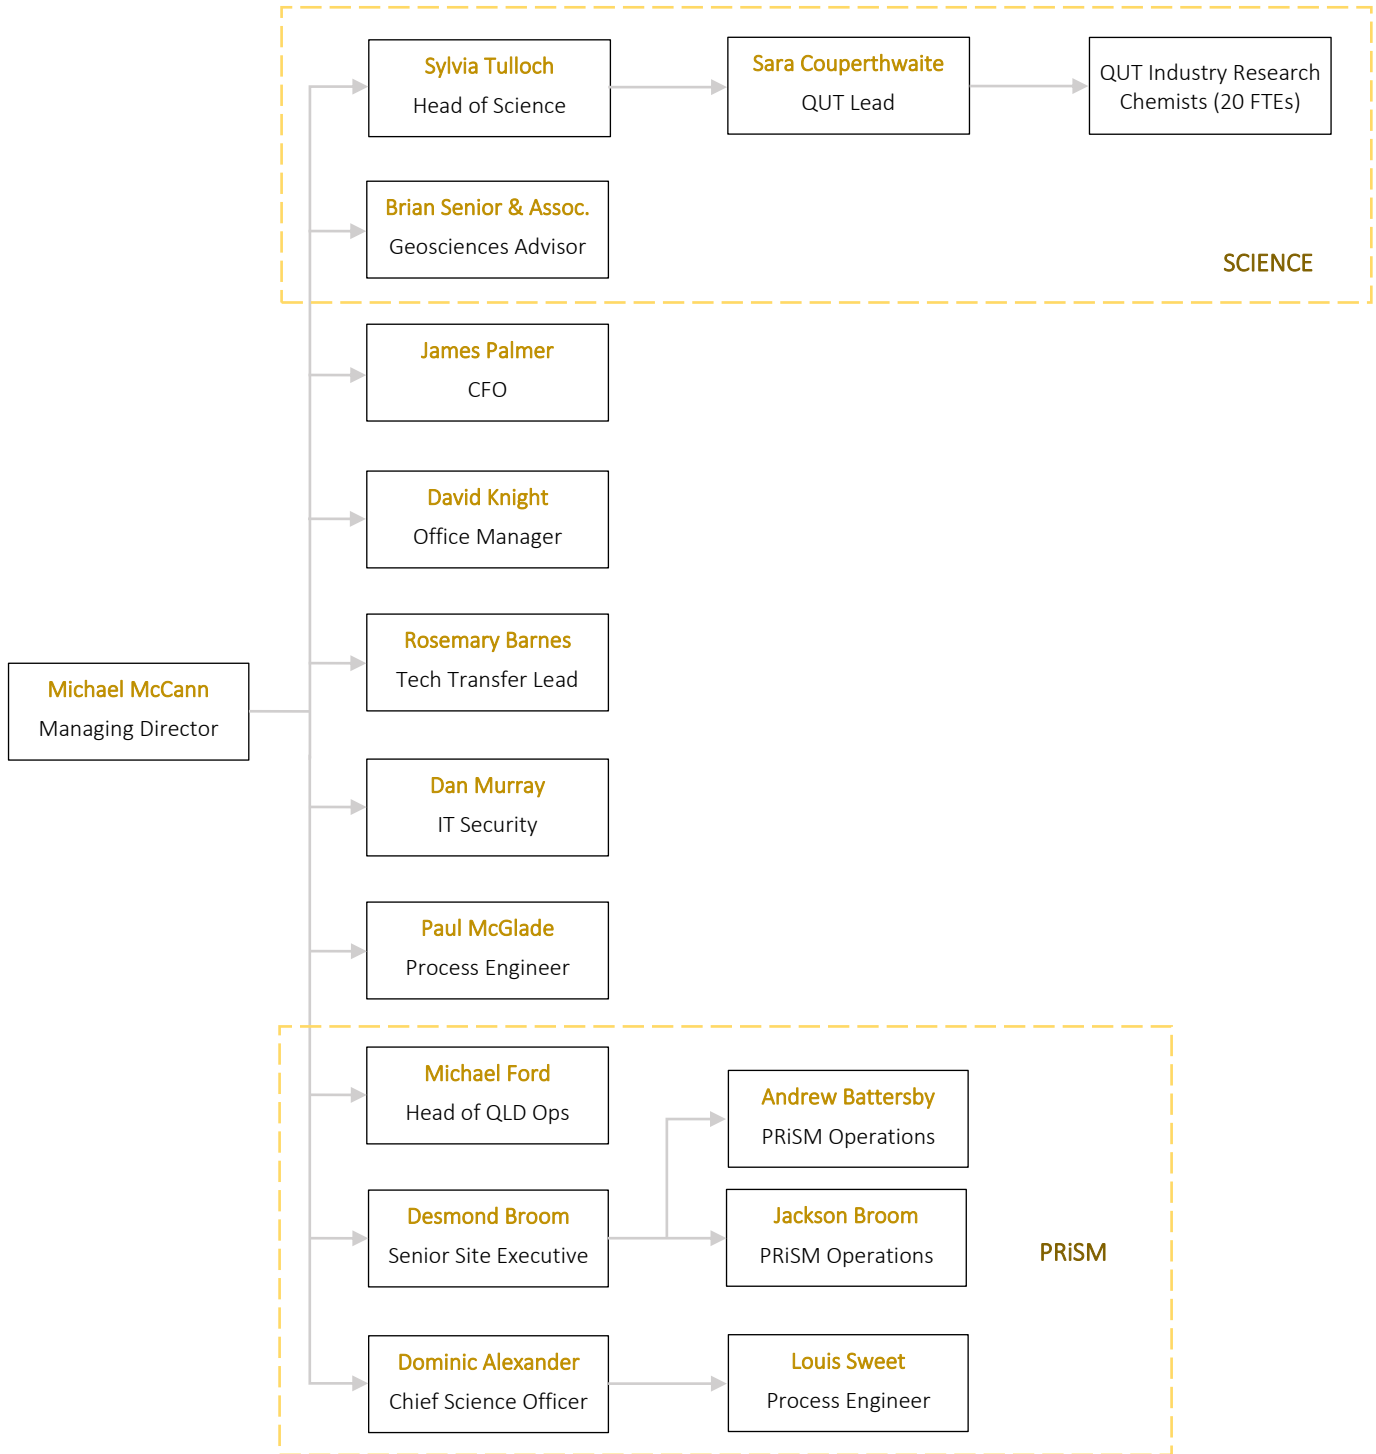 Sylvia Tulloch
Head of Science
Sara Couperthwaite
QUT Lead
QUT Industry Research
Chemists (20 FTEs)
Brian Senior & Assoc.
Geosciences Advisor
SCIENCE
James Palmer
CFO
David Knight
Office Manager
Rosemary Barnes
Tech Transfer Lead
Michael McCann
Managing Director
Dan Murray
IT Security
Paul McGlade
Process Engineer
Michael Ford
Head of QLD Ops
Andrew Battersby
PRiSM Operations
Desmond Broom
Senior Site Executive
Jackson Broom
PRiSM Operations
PRiSM
Dominic Alexander
Chief Science Officer
Louis Sweet
Process Engineer